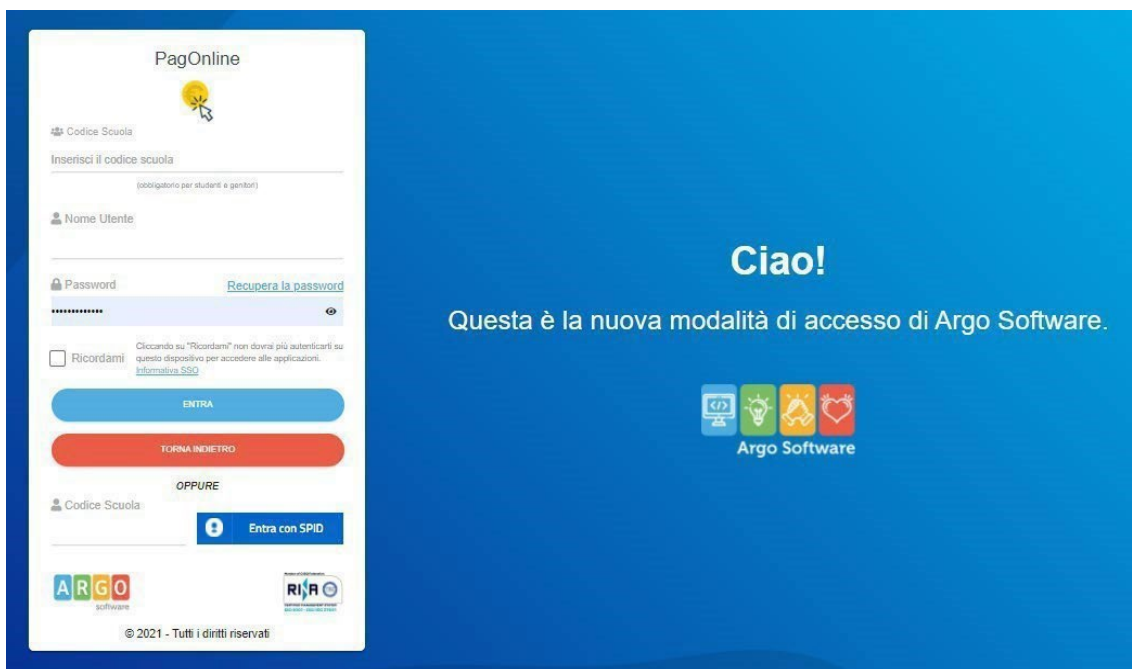 PagOnline
Codice Scuola
Inserisci il codice scuola
(obbligatorio per studenti e genitori)
Nome Utente
Password Recupera la password
•••••••••••••
Ricordami
Cliccando su "Ricordami" non dovrai più autenticarti su
questo dispositivo per accedere alle applicazioni.
Informativa SSO
ENTRA
TORNA INDIETRO
OPPURE
Codice Scuola
Entra con SPID
ARGO
software
RINA
© 2021 - Tutti i diritti riservati
Ciao!
Questa è la nuova modalità di accesso di Argo Software.
</>
Argo Software